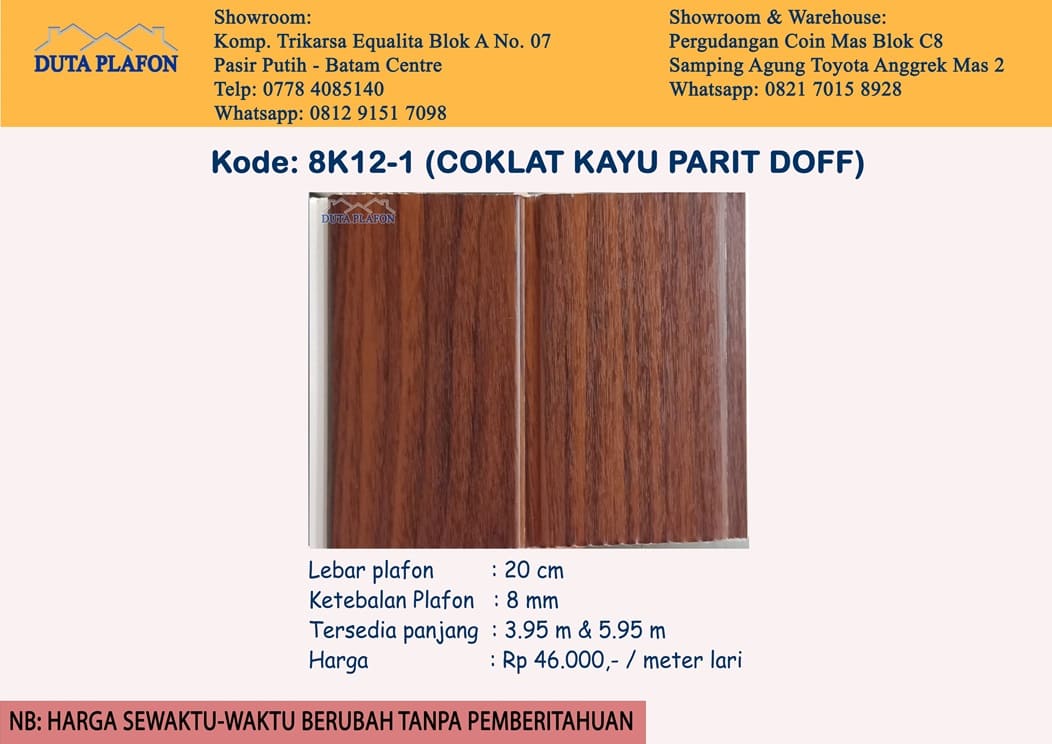 DUTA PLAFON
Showroom:
Komp. Trikarsa Equalita Blok A No. 07
Pasir Putih - Batam Centre
Telp: 0778 4085140
Whatsapp: 0812 9151 7098
Showroom & Warehouse:
Pergudangan Coin Mas Blok C8
Samping Agung Toyota Anggrek Mas 2
Whatsapp: 0821 7015 8928
Kode: 8K12-1 (COKLAT KAYU PARIT DOFF)
DUTA PLAFON
Lebar plafon : 20 cm
Ketebalan Plafon : 8 mm
Tersedia panjang : 3.95 m & 5.95 m
Harga : Rp 46.000,- / meter lari
NB: HARGA SEWAKTU-WAKTU BERUBAH TANPA PEMBERITAHUAN